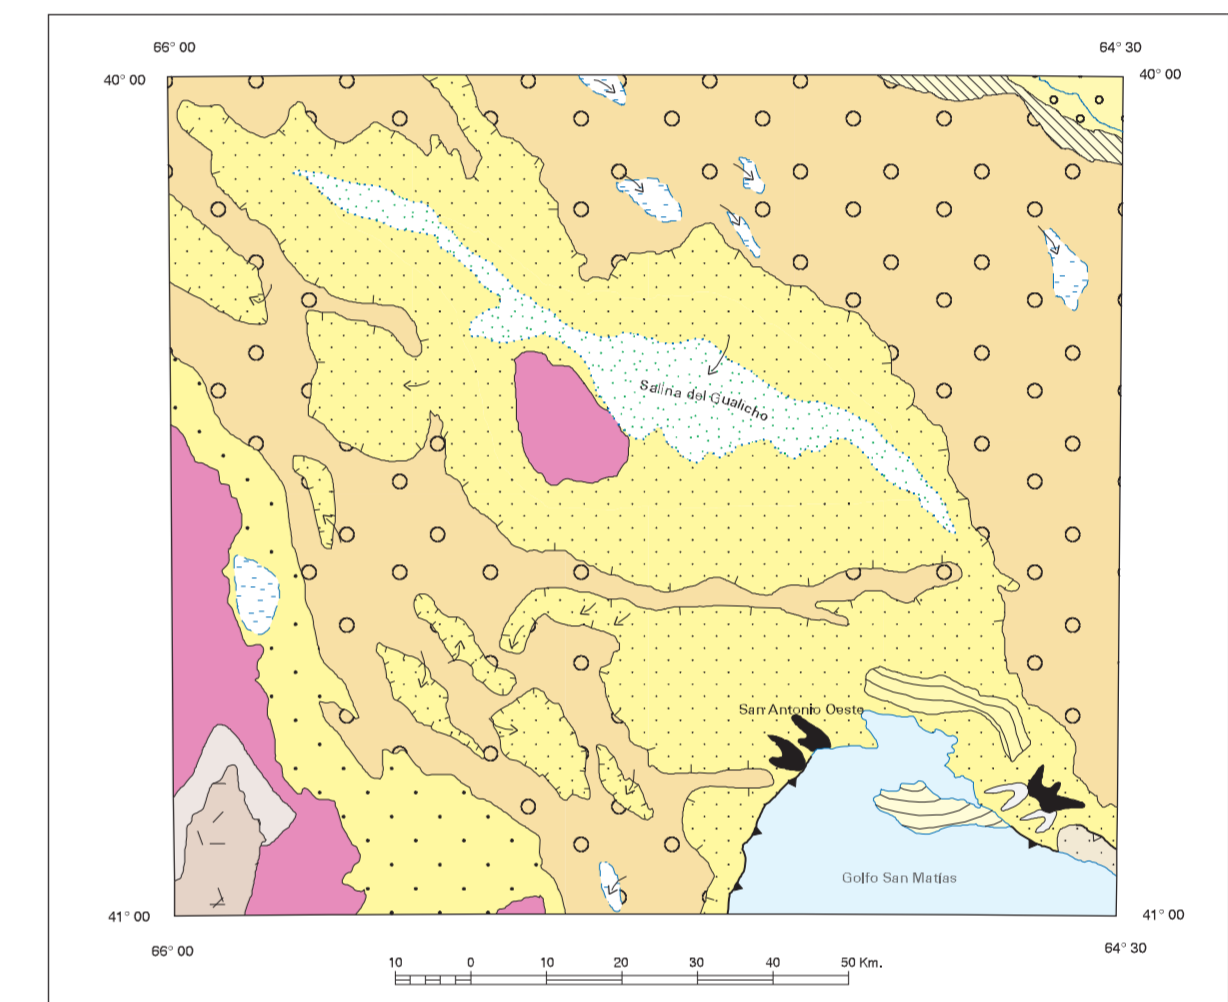 66° 00
64° 30
40° 00
40° 00
Salina del Gualicho
San Antonio Oeste
Golfo San Matías
41° 00
41° 00
66° 00
64° 30
10 0 10 20 30 40 50 Km.